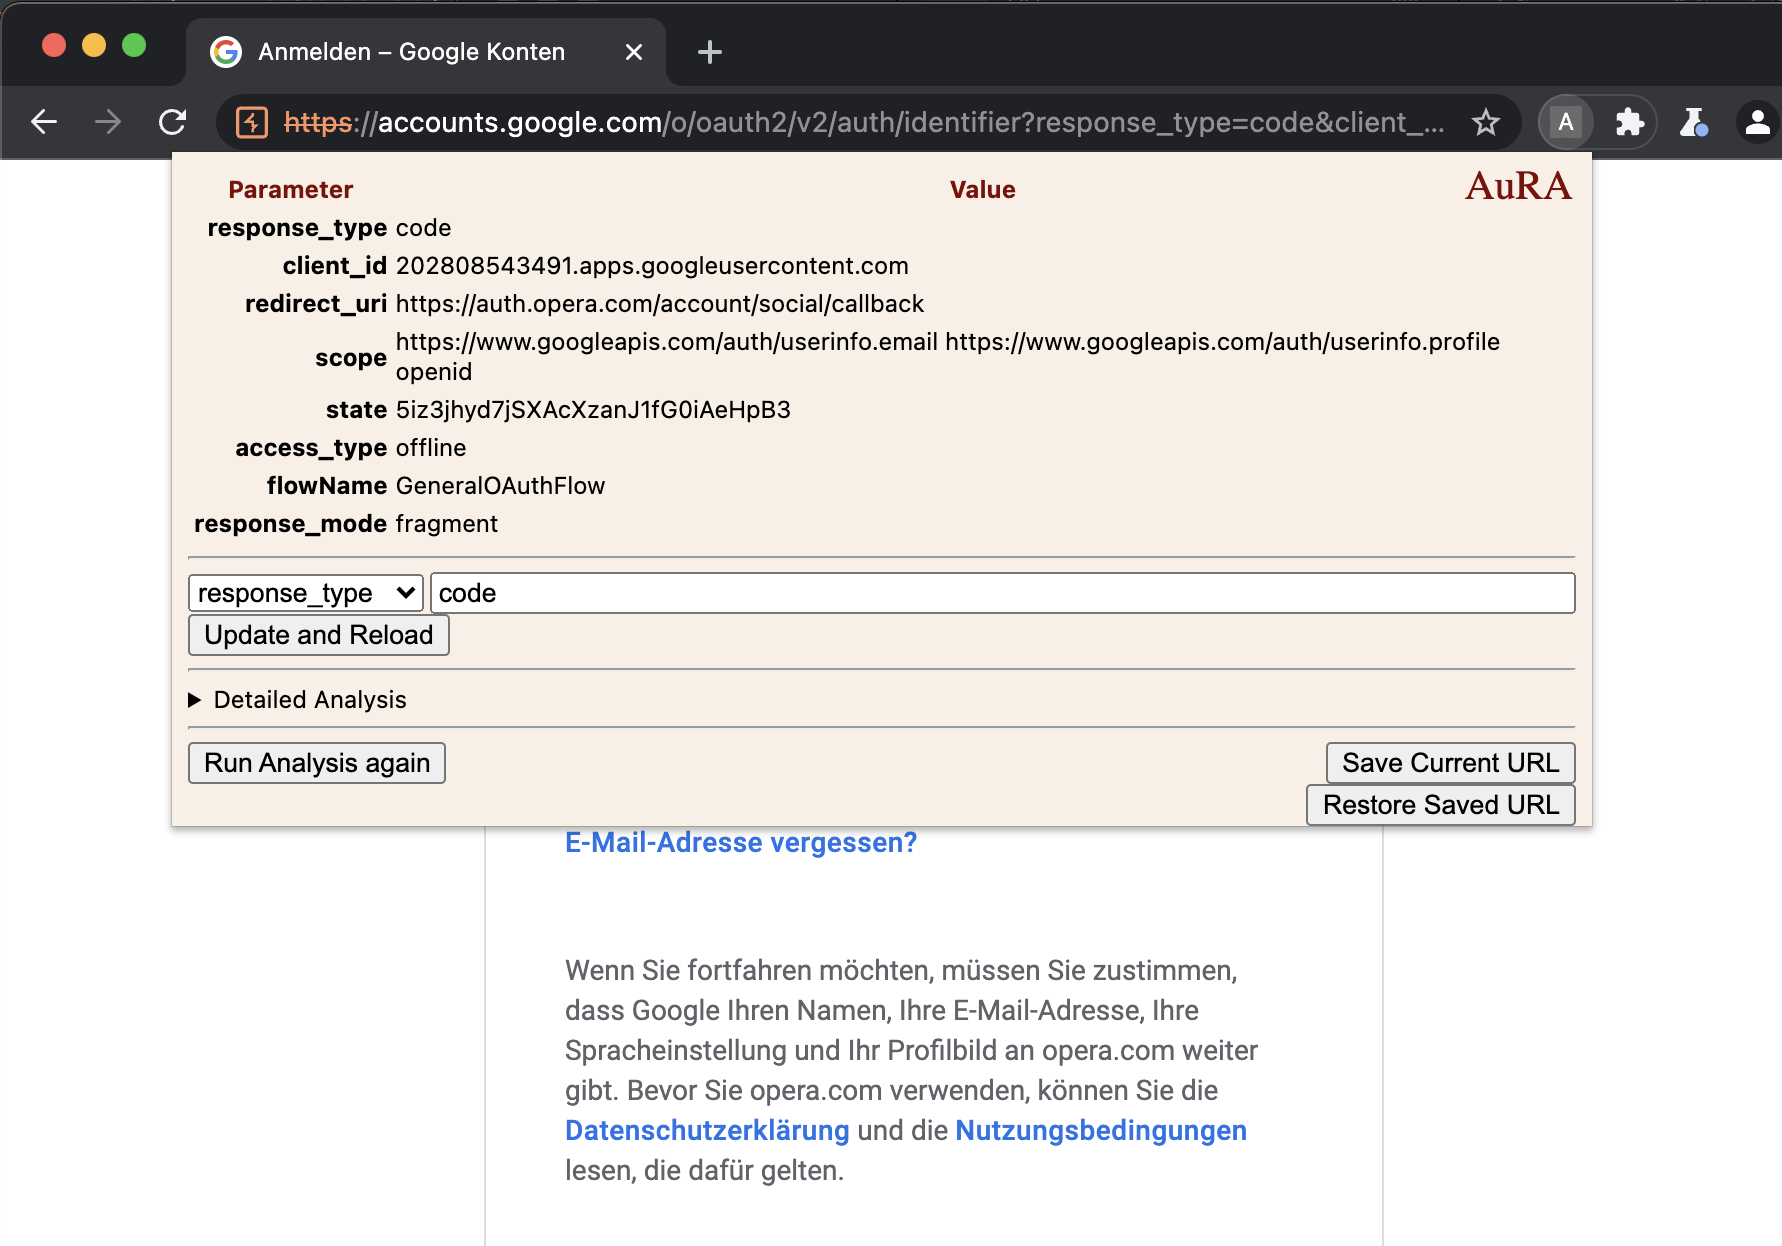 Anmelden – Google Konten
https://accounts.google.com/o/oauth2/v2/auth/identifier?response_type=code&client_...
A
Parameter Value AuRA
response_type code
client_id 202808543491.apps.googleusercontent.com
redirect_uri https://auth.opera.com/account/social/callback
scope https://www.googleapis.com/auth/userinfo.email https://www.googleapis.com/auth/userinfo.profile
openid
state 5iz3jhyd7jSXAcXzanJ1fG0iAeHpB3
access_type offline
flowName GeneralOAuthFlow
response_mode fragment
response_type code
Update and Reload
Detailed Analysis
Run Analysis again Save Current URL
Restore Saved URL
E-Mail-Adresse vergessen?
Wenn Sie fortfahren möchten, müssen Sie zustimmen,
dass Google Ihren Namen, Ihre E-Mail-Adresse, Ihre
Spracheinstellung und Ihr Profilbild an opera.com weiter
gibt. Bevor Sie opera.com verwenden, können Sie die
Datenschutzerklärung und die Nutzungsbedingungen
lesen, die dafür gelten.